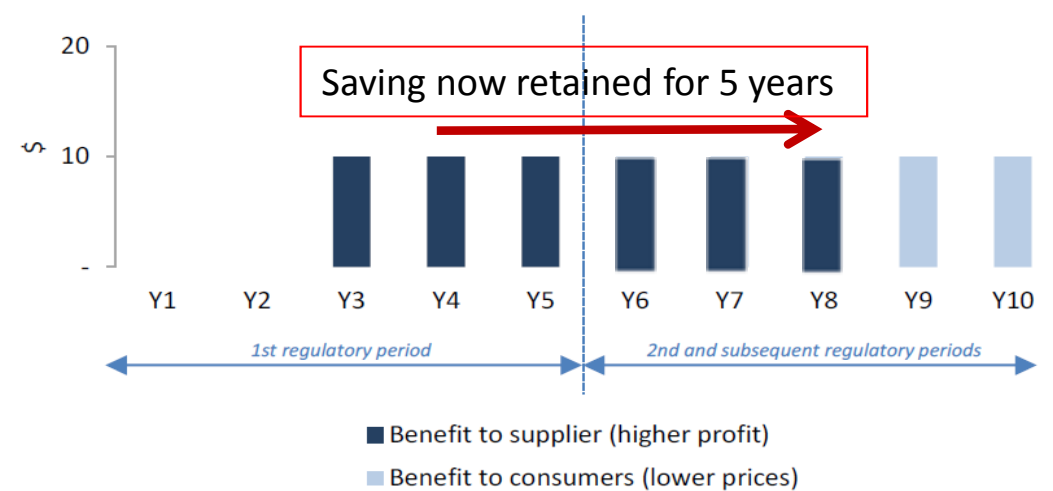 20
Saving now retained for 5 years
$
10
-
Y1 Y2 Y3 Y4 Y5 Y6 Y7 Y8 Y9 Y10
1st regulatory period
2nd and subsequent regulatory periods
Benefit to supplier (higher profit)
Benefit to consumers (lower prices)